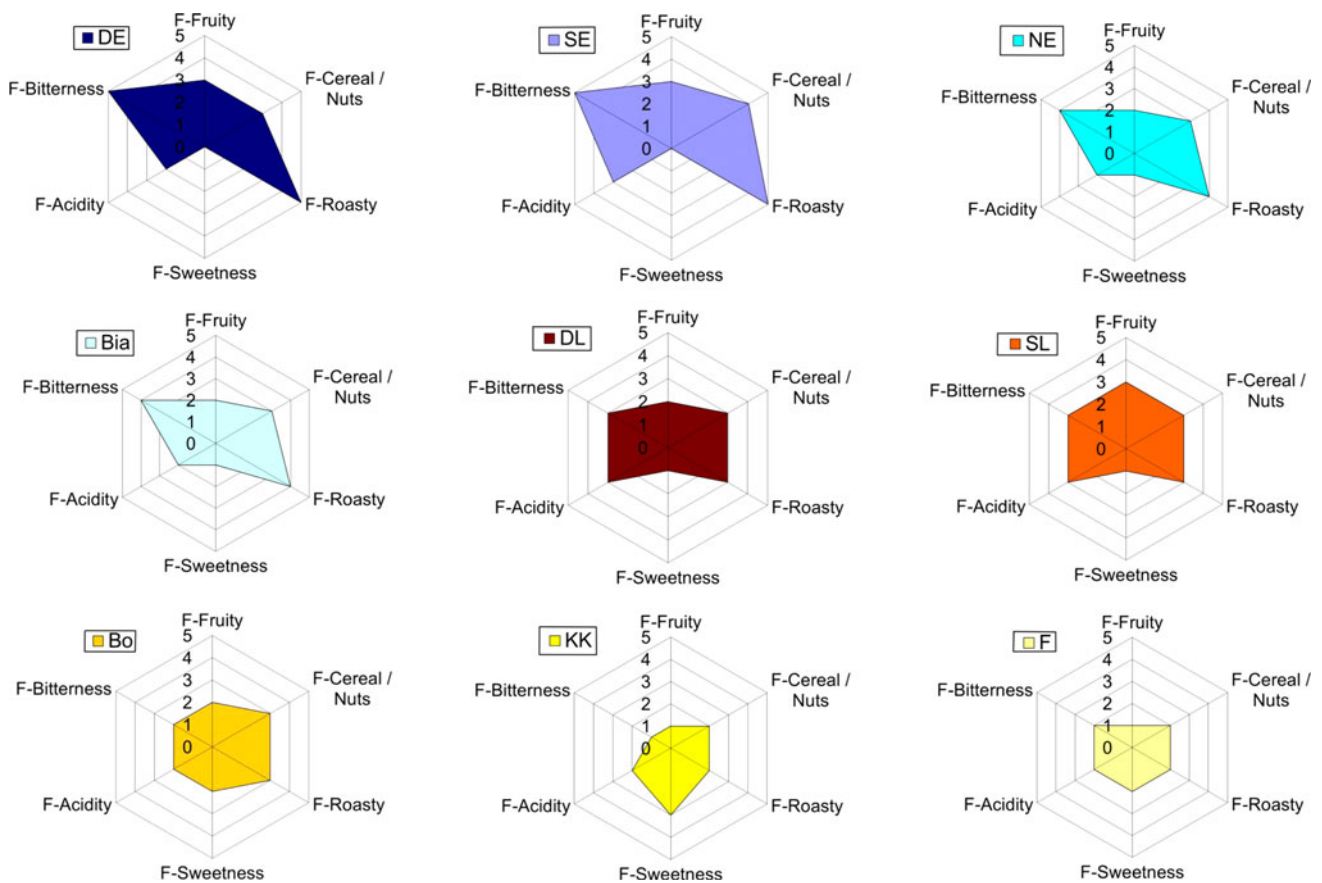 F-Fruity
DE
5
4
3
2
1
0
F-Cereal /
Nuts
F-Bitterness
F-Acidity
F-Roasty
F-Sweetness
F-Fruity
SE
5
4
3
2
1
0
F-Cereal /
Nuts
F-Bitterness
F-Acidity
F-Roasty
F-Sweetness
F-Fruity
NE
5
4
3
2
1
0
F-Cereal /
Nuts
F-Bitterness
F-Acidity
F-Roasty
F-Sweetness
F-Fruity
Bia
5
4
3
2
1
0
F-Cereal /
Nuts
F-Bitterness
F-Acidity
F-Roasty
F-Sweetness
F-Fruity
DL
5
4
3
2
1
0
F-Cereal /
Nuts
F-Bitterness
F-Acidity
F-Roasty
F-Sweetness
F-Fruity
SL
5
4
3
2
1
0
F-Cereal /
Nuts
F-Bitterness
F-Acidity
F-Roasty
F-Sweetness
F-Fruity
Bo
5
4
3
2
1
0
F-Cereal /
Nuts
F-Bitterness
F-Acidity
F-Roasty
F-Sweetness
F-Fruity
KK
5
4
3
2
1
0
F-Cereal /
Nuts
F-Bitterness
F-Acidity
F-Roasty
F-Sweetness
F-Fruity
F
5
4
3
2
1
0
F-Cereal /
Nuts
F-Bitterness
F-Acidity
F-Roasty
F-Sweetness